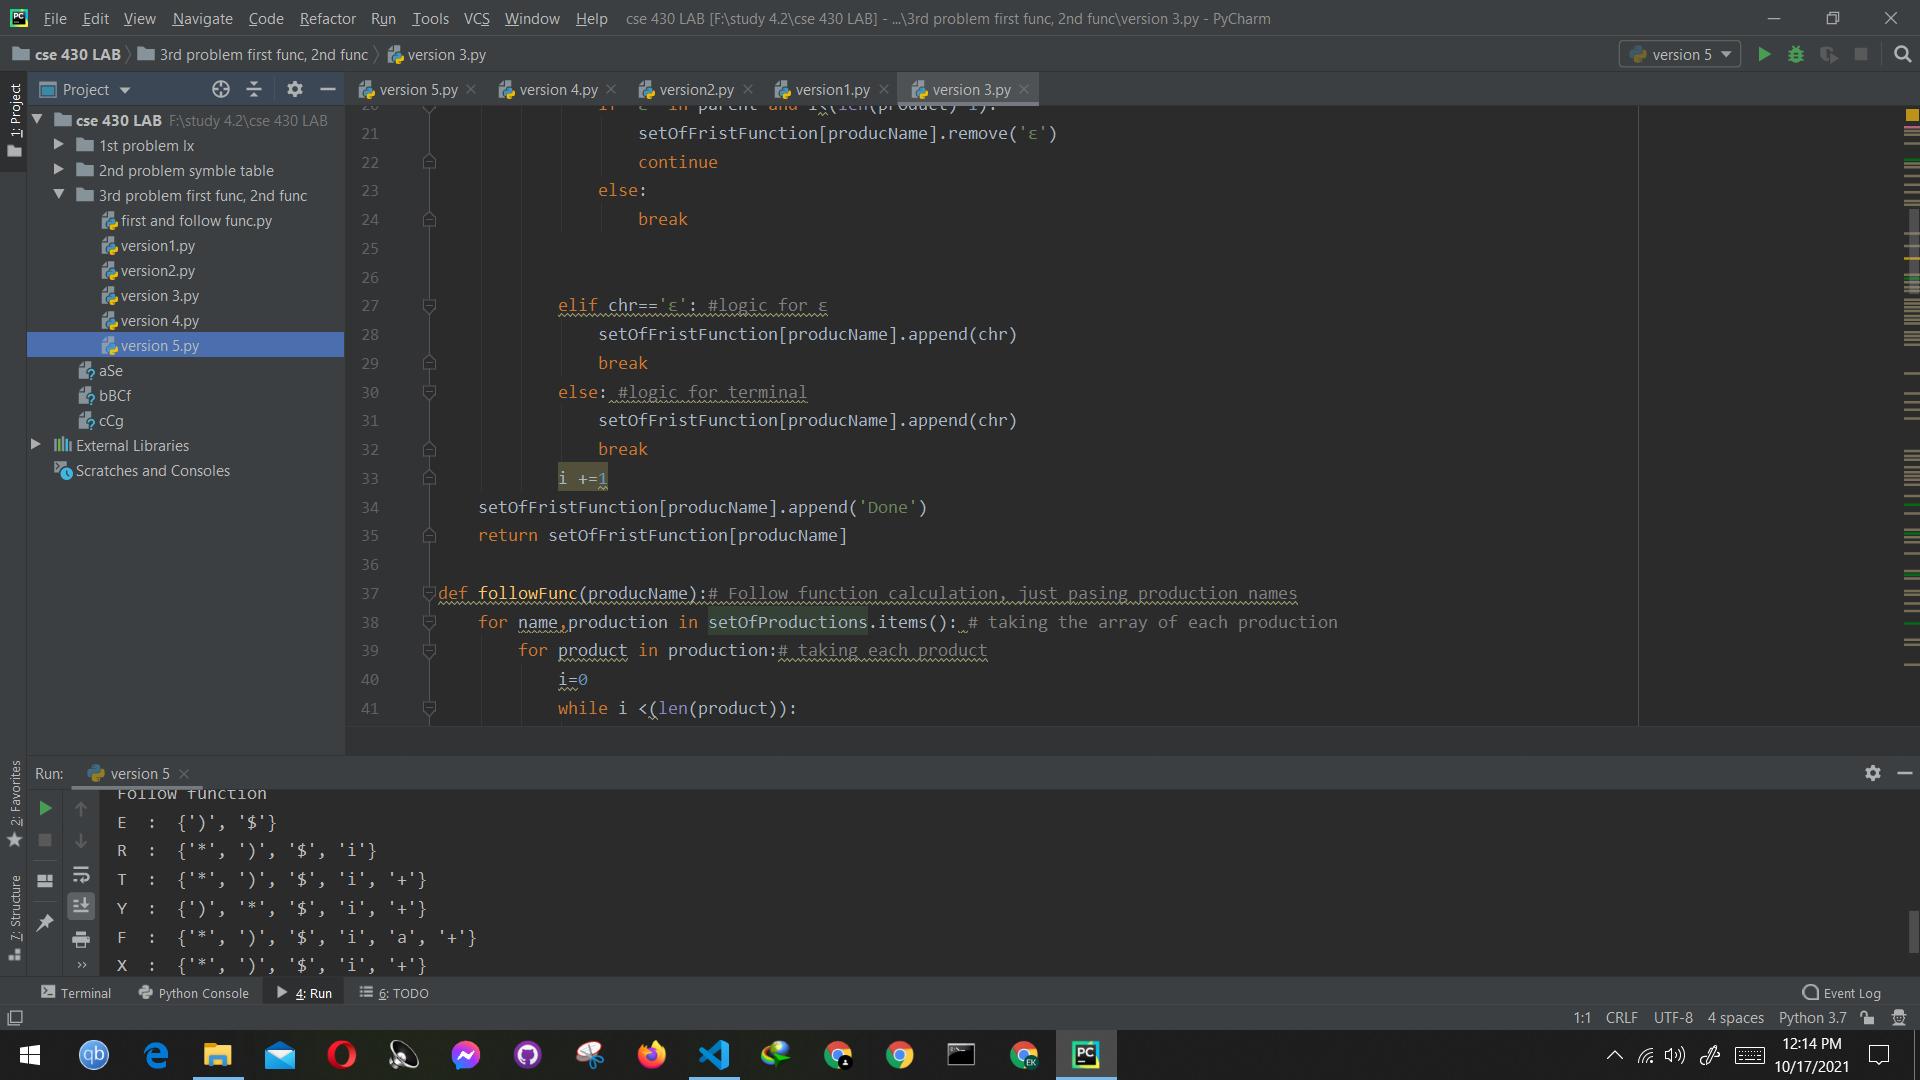 File Edit View Navigate Code Refactor Run Tools VCS Window Help cse 430 LAB [F:\study 4.2\cse 430 LAB] - ...\3rd problem first func, 2nd func\version 3.py - PyCharm
cse 430 LAB 3rd problem first func, 2nd func version 3.py version 5
Project version 5.py version 4.py version2.py version1.py version 3.py
1: Project
cse 430 LAB F:\study 4.2\cse 430 LAB
1st problem lx
2nd problem symble table
3rd problem first func, 2nd func
first and follow func.py
version1.py
version2.py
version 3.py
version 4.py
version 5.py
aSe
bBCf
cCg
External Libraries
Scratches and Consoles
21 setOfFristFunction[producName].remove('ε')
22 continue
23 else:
24 break
25
26
27 elif chr=='ε': #logic for ε
28 setOfFristFunction[producName].append(chr)
29 break
30 else: #logic for terminal
31 setOfFristFunction[producName].append(chr)
32 break
33 i +=1
34 setOfFristFunction[producName].append('Done')
35 return setOfFristFunction[producName]
36
37 def followFunc(producName):# Follow function calculation, just pasing production names
38 for name,production in setOfProductions.items(): # taking the array of each production
39 for product in production:# taking each product
40 i=0
41 while i <(len(product)):
2: Favorites
7: Structure
Run: version 5
Follow function
E : {')', '$'}
R : {'*', ')', '$', 'i'}
T : {'*', ')', '$', 'i', '+'}
Y : {')', '*', '$', 'i', '+'}
F : {'*', ')', '$', 'i', 'a', '+'}
X : {'*', ')', '$', 'i', '+'}
Terminal Python Console 4: Run 6: TODO Event Log
1:1 CRLF UTF-8 4 spaces Python 3.7
qb
EK
PC
12:14 PM
10/17/2021